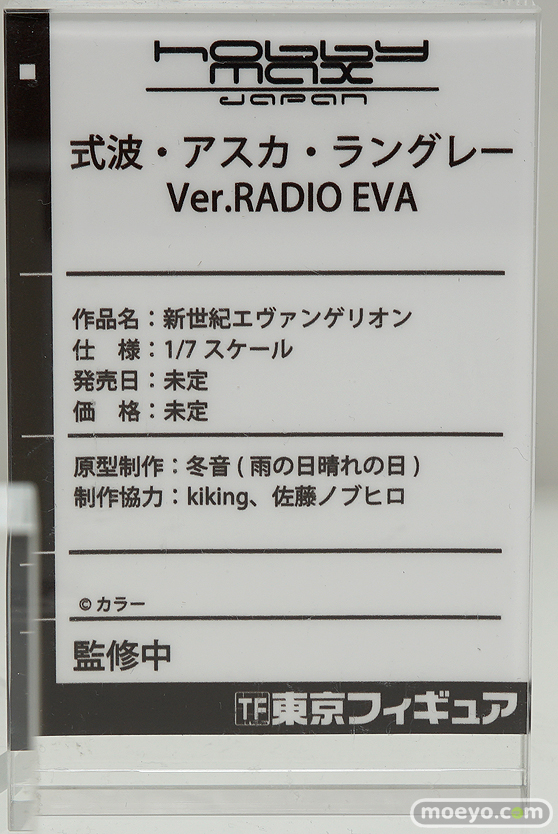 hobby
max
JAPAN
式波・アスカ・ラングレー
Ver.RADIO EVA
作品名：新世紀エヴァンゲリオン
仕　様：1/7 スケール
発売日：未定
価　格：未定
原型制作：冬音 ( 雨の日晴れの日 )
制作協力：kiking、佐藤ノブヒロ
© カラー
監修中
TF 東京フィギュア
moeyo.com